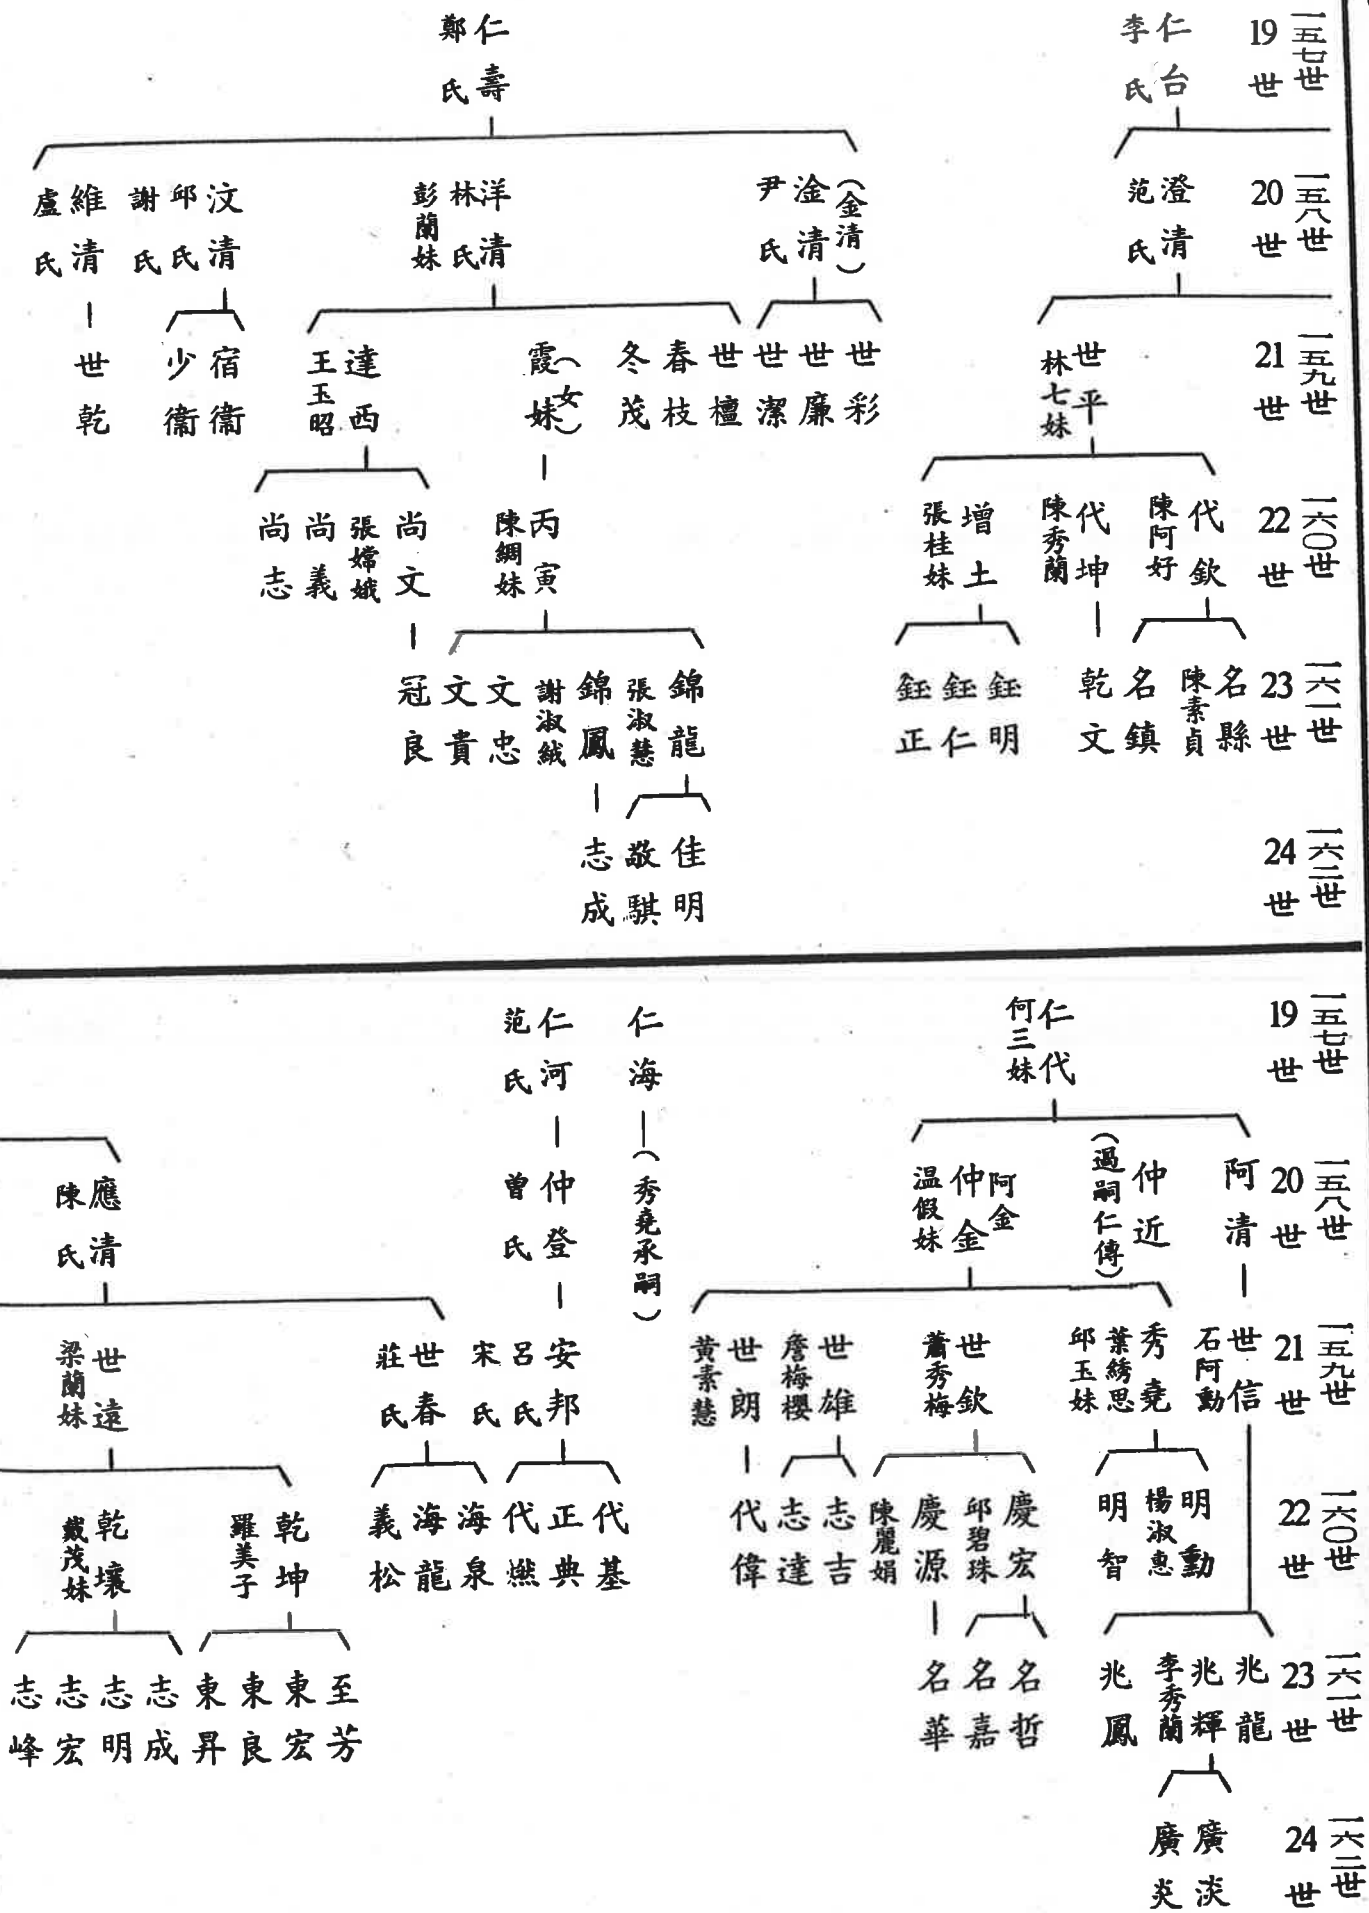 一五七世
19世
仁台
李氏
仁壽
鄭氏
一五八世
20世
澄清
范氏
(金清)
淦清
尹氏
洋清
林氏
彭蘭妹
汶清
邱氏
謝氏
維清
盧氏
一五九世
21世
世平
林七妹
世彩
世廉
世潔
世檀
春枝
冬茂
(女)
霞妹
達西
王玉昭
宿衞
少衞
世乾
一六〇世
22世
代欽
陳阿好
代坤
陳秀蘭
增土
張桂妹
丙寅
陳綢妹
尚文
張嫦娥
尚義
尚志
一六一世
23世
名縣
陳素貞
名鎮
乾文
鈺明
鈺仁
鈺正
錦龍
張淑慧
錦鳳
謝淑絨
文忠
文貴
冠良
一六二世
24世
佳明
敬騏
志成
一五七世
19世
仁代
何三妹
仁海
仁河
范氏
一五八世
20世
阿清
仲近
(過嗣仁傳)
阿金
仲金
温假妹
(秀堯承嗣)
仲登
曾氏
應清
陳氏
一五九世
21世
世信
石阿勳
秀堯
葉綉思
邱玉妹
世欽
蕭秀梅
世雄
詹梅櫻
世朗
黃素慧
安邦
呂氏
宋氏
世春
莊氏
世遠
梁蘭妹
一六〇世
22世
明勳
楊淑惠
明智
慶宏
邱碧珠
慶源
陳麗娟
志吉
志達
代偉
代基
正典
代燃
海泉
海龍
義松
乾坤
羅美子
乾壤
戴茂妹
一六一世
23世
兆龍
兆輝
李秀蘭
兆鳳
名哲
名嘉
名華
至芳
東宏
東良
東昇
志成
志明
志宏
志峰
一六二世
24世
廣淡
廣炎